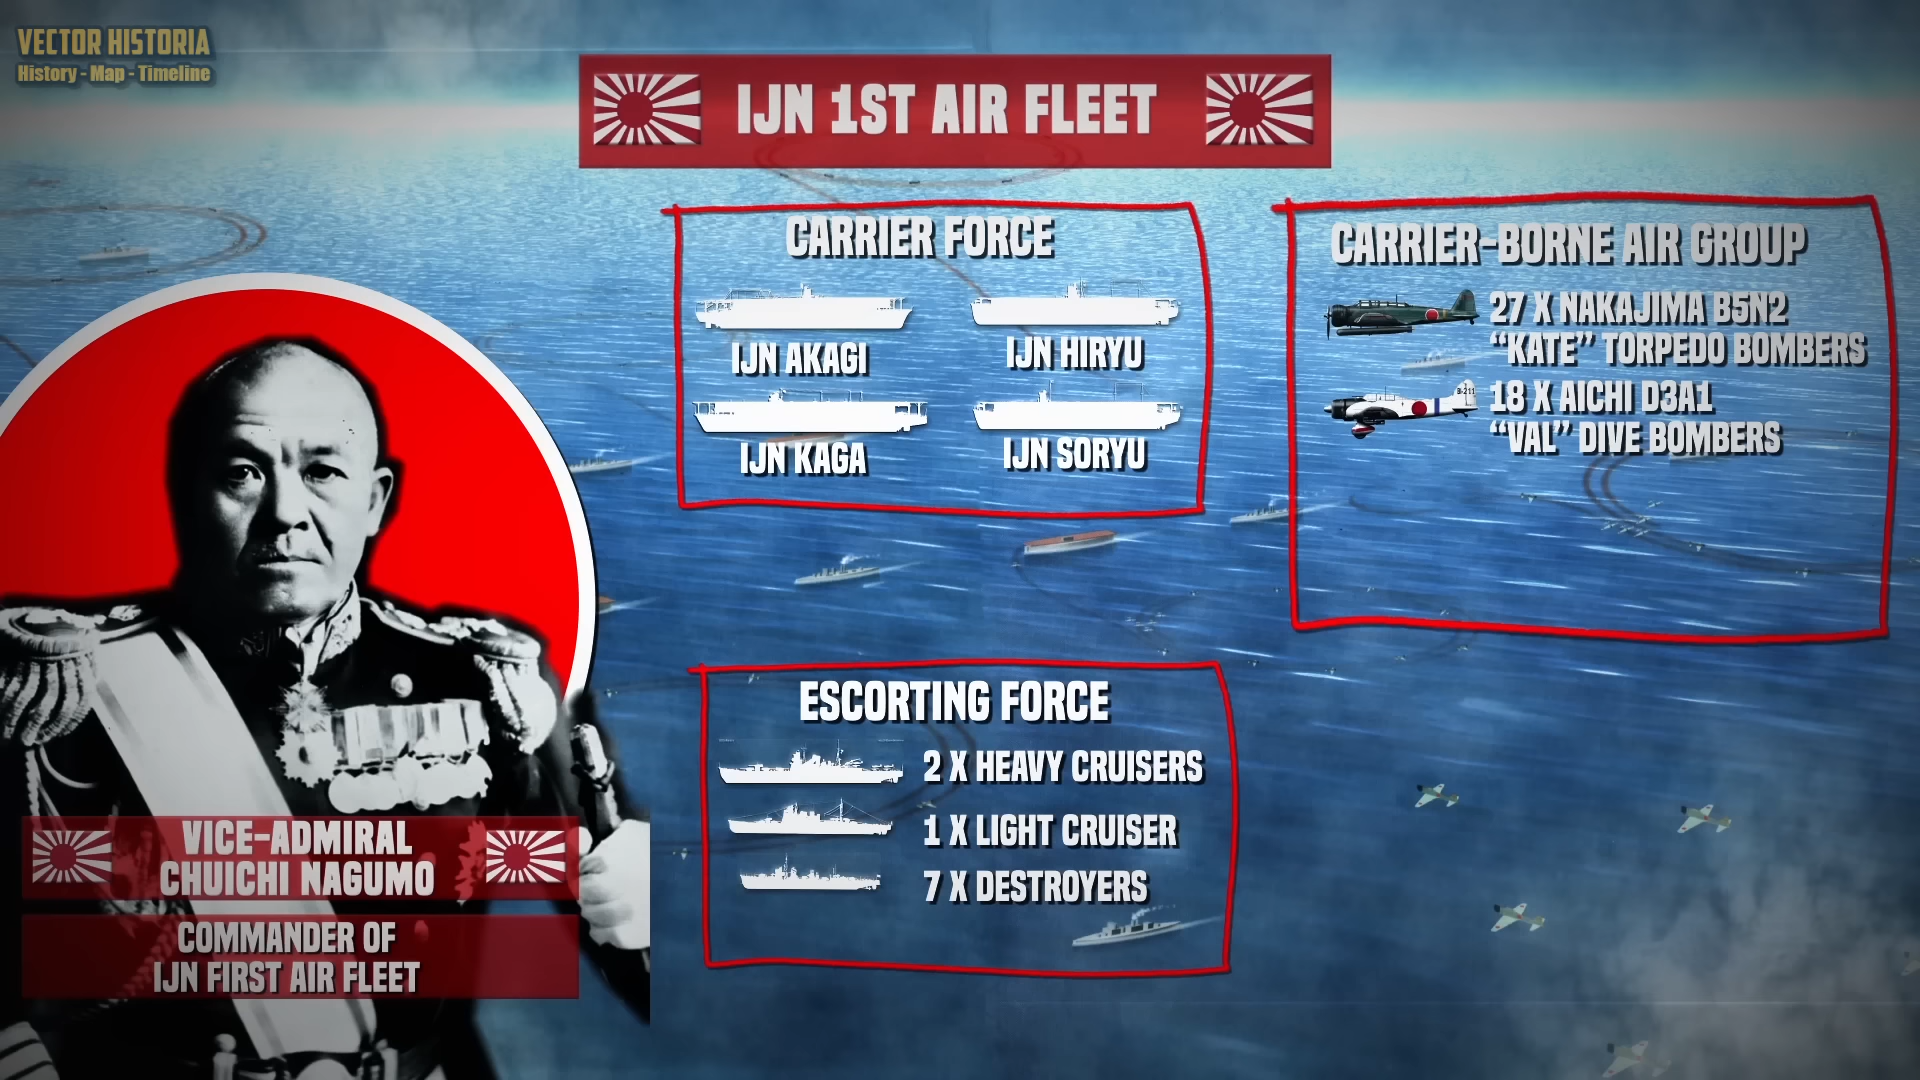 VECTOR HISTORIA
History - Map - Timeline
IJN 1ST AIR FLEET
CARRIER FORCE
IJN AKAGI
IJN HIRYU
IJN KAGA
IJN SORYU
CARRIER-BORNE AIR GROUP
27 X NAKAJIMA B5N2
“KATE” TORPEDO BOMBERS
B-211
18 X AICHI D3A1
“VAL” DIVE BOMBERS
ESCORTING FORCE
2 X HEAVY CRUISERS
1 X LIGHT CRUISER
7 X DESTROYERS
VICE-ADMIRAL
CHUICHI NAGUMO
COMMANDER OF
IJN FIRST AIR FLEET